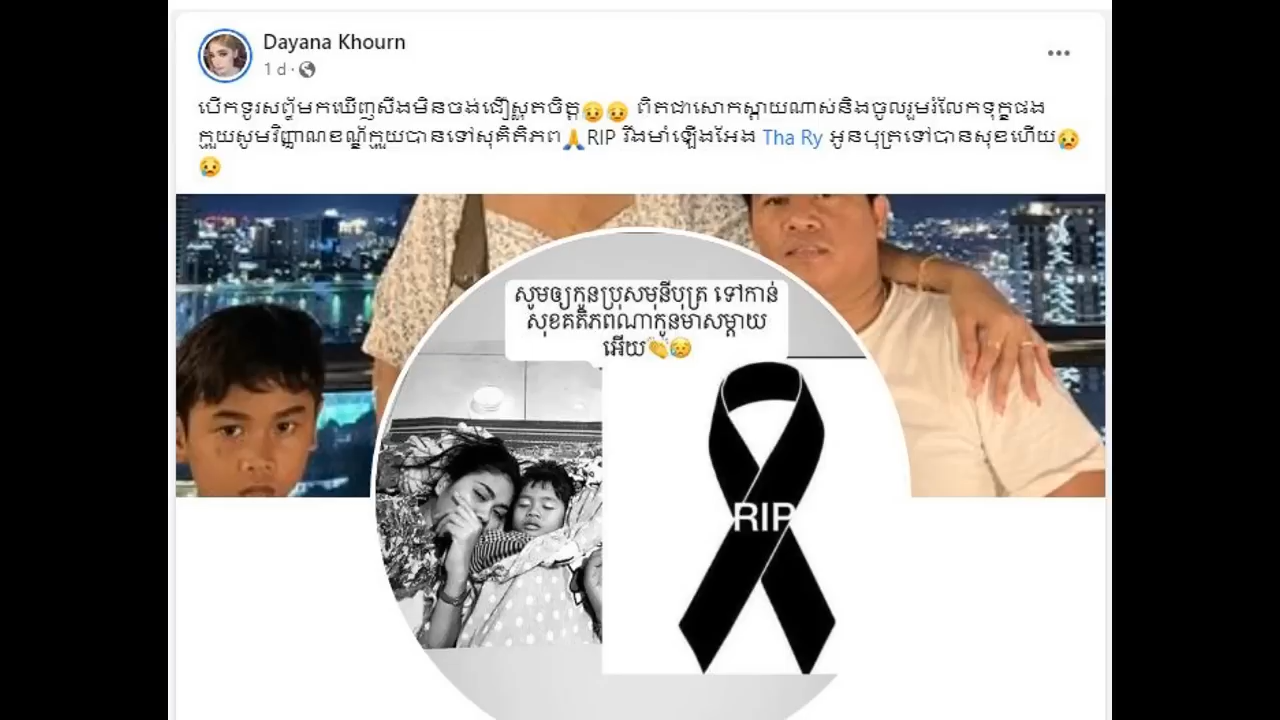 Dayana Khourn
1 d ·
បើកទូរសព្ទ័មកឃើញសឹងមិនចង់ជឿស្លុតចិត្ត😥😥 ពិតជាសោកស្ដាយណាស់និងចូលរួមរំលែកទុក្ខផង
ក្មួយសូមវិញ្ញាណខណ្ឌ័ក្មួយបានទៅសុគិតិភព🙏RIP រឹងមាំឡើងអែង Tha Ry អូនបុត្រទៅបានសុខហើយ😢
😢
សូមឲ្យកូនប្រុសមុនីបុត្រ ទៅកាន់
សុខគតិភពណាកូនម៉ាសម្ដាយ
អើយ👏😥
RIP